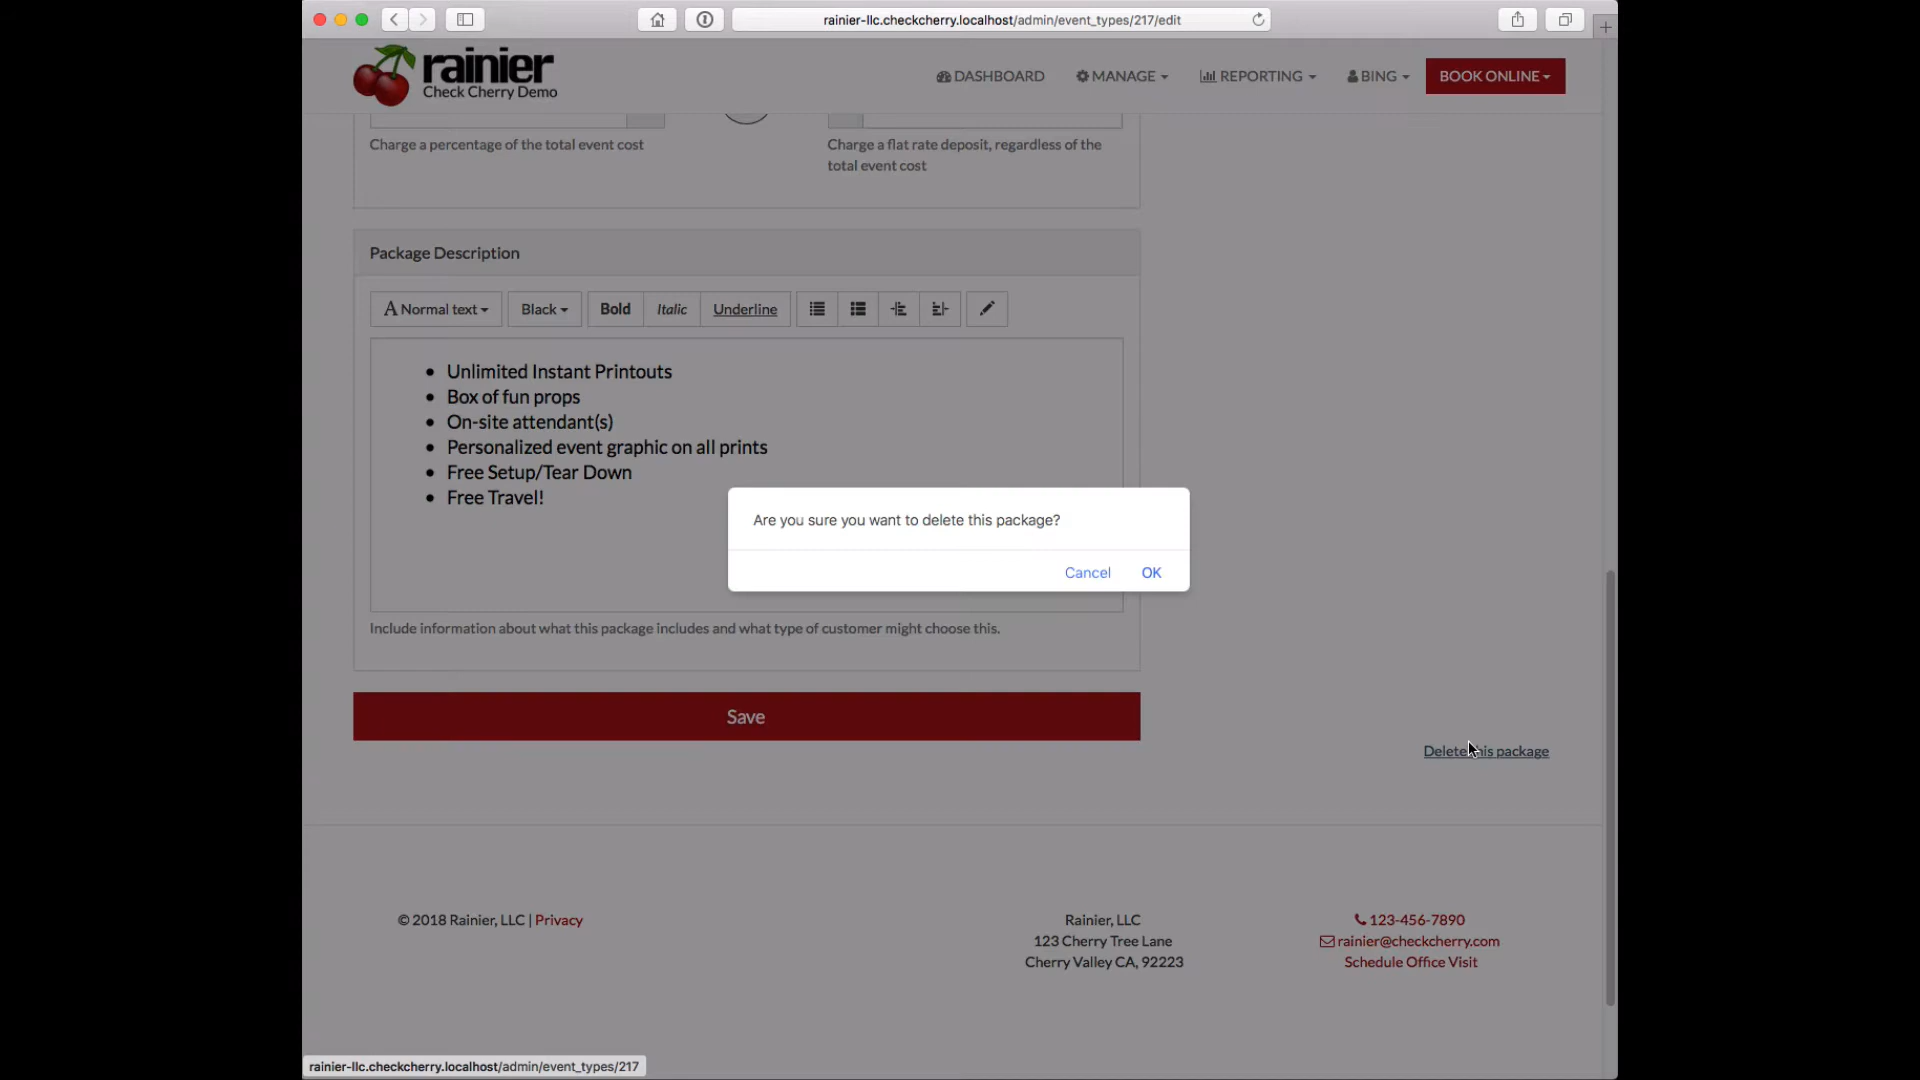 rainier-llc.checkcherry.localhost/admin/event_types/217/edit
rainier
Check Cherry Demo
DASHBOARD
MANAGE
REPORTING
BING
BOOK ONLINE
Charge a percentage of the total event cost
Charge a flat rate deposit, regardless of the
total event cost
Package Description
A Normal text
Black
Bold
Italic
Underline
Unlimited Instant Printouts
Box of fun props
On-site attendant(s)
Personalized event graphic on all prints
Free Setup/Tear Down
Free Travel!
Are you sure you want to delete this package?
Cancel
OK
Include information about what this package includes and what type of customer might choose this.
Save
Delete this package
© 2018 Rainier, LLC | Privacy
Rainier, LLC
123 Cherry Tree Lane
Cherry Valley CA, 92223
123-456-7890
rainier@checkcherry.com
Schedule Office Visit
rainier-llc.checkcherry.localhost/admin/event_types/217